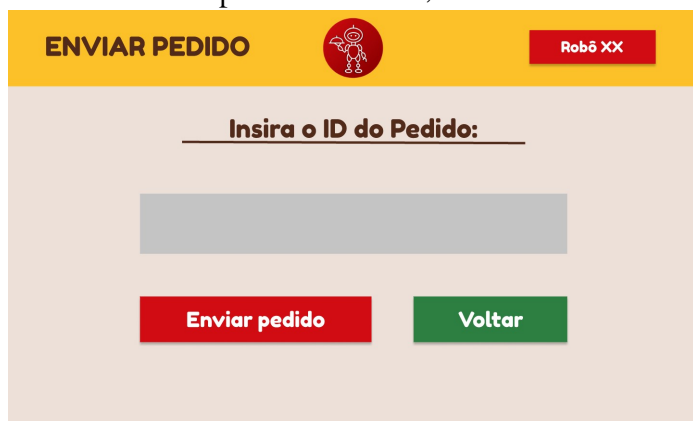 ENVIAR PEDIDO
Robô XX
Insira o ID do Pedido:
Enviar pedido
Voltar